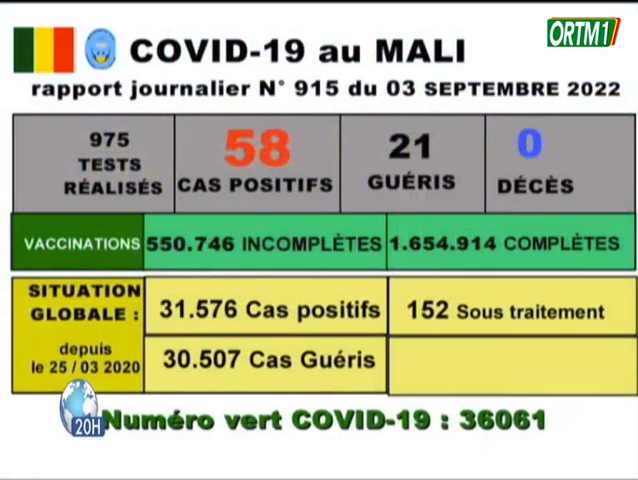 ORTM1
COVID-19 au MALI
rapport journalier N° 915 du 03 SEPTEMBRE 2022
975
TESTS
RÉALISÉS
58
CAS POSITIFS
21
GUÉRIS
0
DÉCÈS
VACCINATIONS
550.746 INCOMPLÈTES
1.654.914 COMPLÈTES
SITUATION
GLOBALE :
depuis
le 25 / 03 2020
31.576 Cas positifs
152 Sous traitement
30.507 Cas Guéris
20H
Numéro vert COVID-19 : 36061